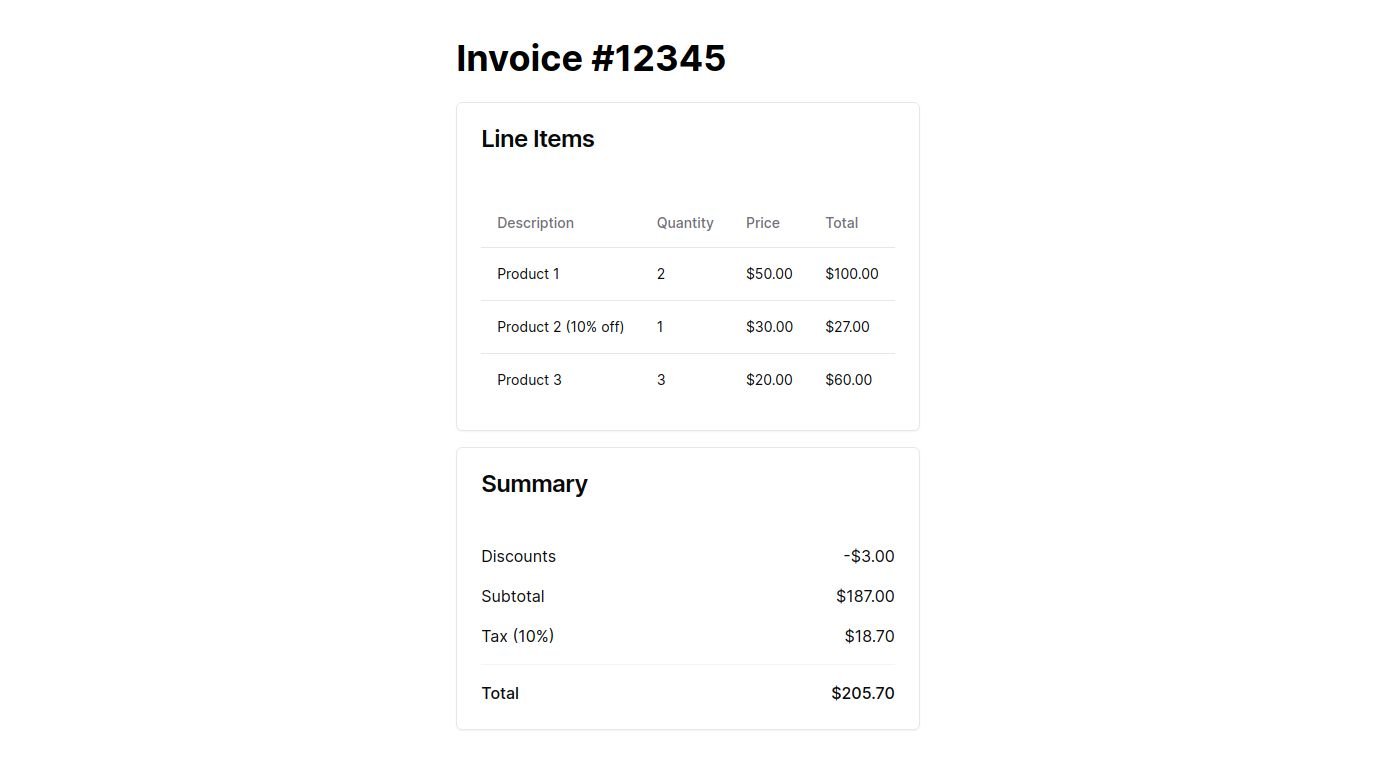 Invoice #12345
Line Items
Description Quantity Price Total
Product 1 2 $50.00 $100.00
Product 2 (10% off) 1 $30.00 $27.00
Product 3 3 $20.00 $60.00
Summary
Discounts -$3.00
Subtotal $187.00
Tax (10%) $18.70
Total $205.70